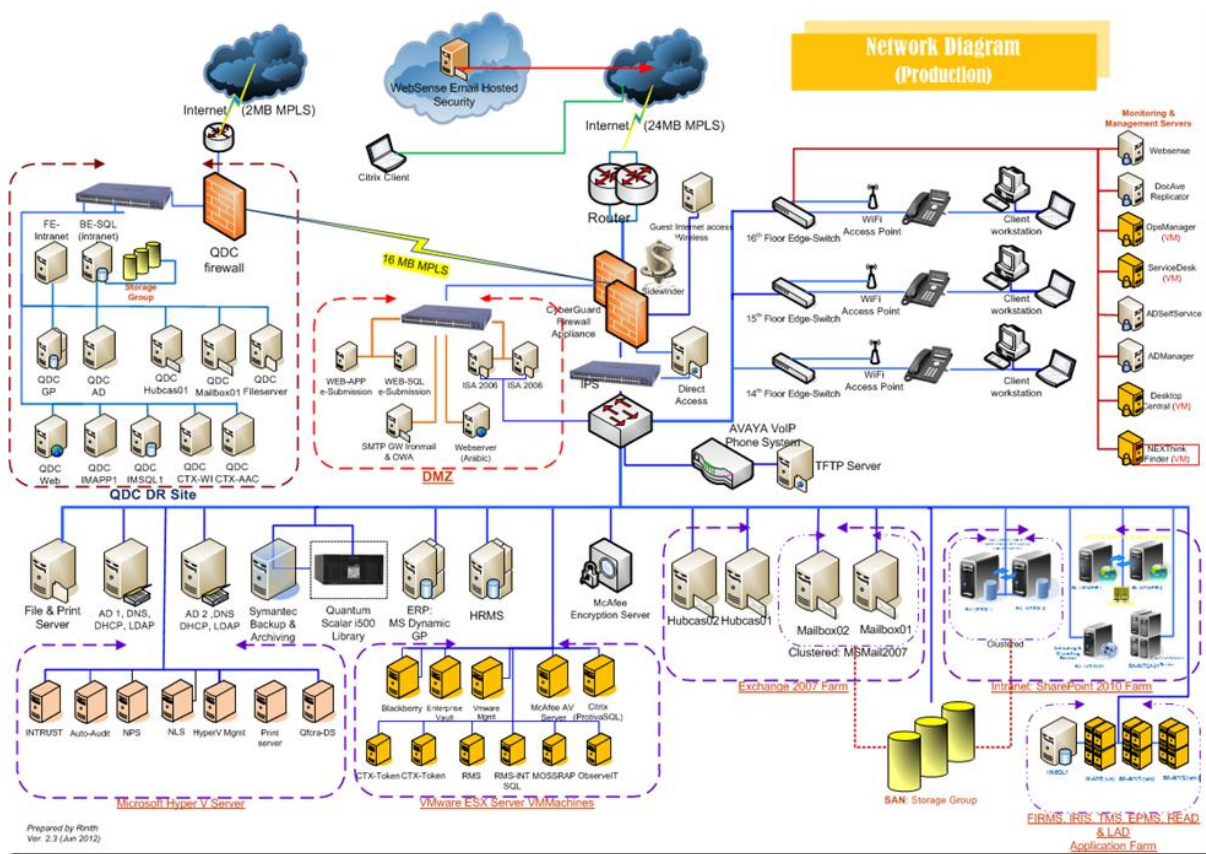 Network Diagram
(Production)
WebSense Email Hosted
Security
Internet (2MB MPLS)
Internet (24MB MPLS)
Citrix Client
Router
Guest Internet access
Wireless
Sidewinder
QDC
firewall
16 MB MPLS
CyberGuard
Firewall
Appliance
IPS
Direct
Access
FE-
Intranet
BE-SQL
(intranet)
Storage
Group
QDC
GP
QDC
AD
QDC
Hubcas01
QDC
Mailbox01
QDC
Fileserver
QDC
Web
QDC
IMAPP1
QDC
IMSQL1
QDC
CTX-WI
QDC
CTX-AAC
QDC DR Site
WEB-APP
e-Submission
WEB-SQL
e-Submission
ISA 2006
ISA 2006
SMTP GW Ironmail
& OWA
Webserver
(Arabic)
DMZ
16th Floor Edge-Switch
WiFi
Access Point
Client
workstation
15th Floor Edge-Switch
WiFi
Access Point
Client
workstation
14th Floor Edge-Switch
WiFi
Access Point
Client
workstation
Monitoring &
Management Servers
Websense
DocAve
Replicator
OpsManager
(VM)
ServiceDesk
(VM)
ADSelfService
ADManager
Desktop
Central (VM)
NEXThink
Finder (VM)
AVAYA VoIP
Phone System
TFTP Server
File & Print
Server
AD 1, DNS,
DHCP, LDAP
AD 2 ,DNS
DHCP, LDAP
Symantec
Backup &
Archiving
Quantum
Scalar i500
Library
ERP:
MS Dynamic
GP
HRMS
McAfee
Encryption Server
Hubcas02
Hubcas01
Mailbox02
Mailbox01
Clustered: MSMail2007
Exchange 2007 Farm
Clustered
Intranet: SharePoint 2010 Farm
INTRUST
Auto-Audit
NPS
NLS
HyperV Mgmt
Print
server
Qfcra-DS
Microsoft Hyper V Server
Blackberry
Enterprise
Vault
Vmware
Mgmt
McAfee AV
Server
Citrix
(ProtivaSQL)
CTX-Token
CTX-Token
RMS
RMS-INT
SQL
MOSSRAP
ObserveIT
VMware ESX Server VMMachines
SAN: Storage Group
IMSQL1
FIRMS, IRIS, TMS, EPMS, READ
& LAD
Application Farm
Prepared by Rinith
Ver. 2.3 (Jun 2012)